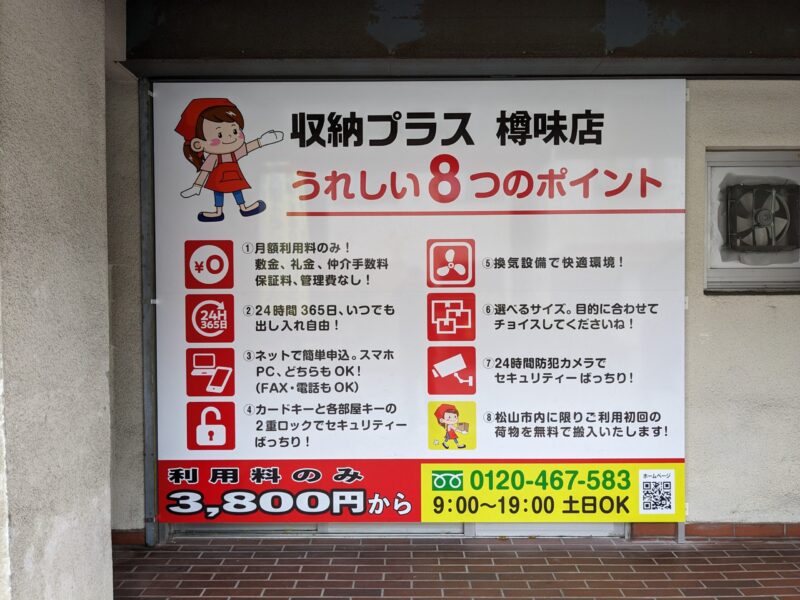 収納プラス 樽味店
うれしい8つのポイント
¥0
①月額利用料のみ！
敷金、礼金、仲介手数料
保証料、管理費なし！
24H
365日
②24時間365日、いつでも
出し入れ自由！
③ネットで簡単申込。スマホ
PC、どちらもOK！
（FAX・電話もOK）
④カードキーと各部屋キーの
2重ロックでセキュリティー
ばっちり！
⑤換気設備で快適環境！
⑥選べるサイズ。目的に合わせて
チョイスしてくださいね！
⑦24時間防犯カメラで
セキュリティーばっちり！
⑧松山市内に限りご利用初回の
荷物を無料で搬入いたします！
利用料のみ
3,800円から
0120-467-583
9:00～19:00 土日OK
ホームページ